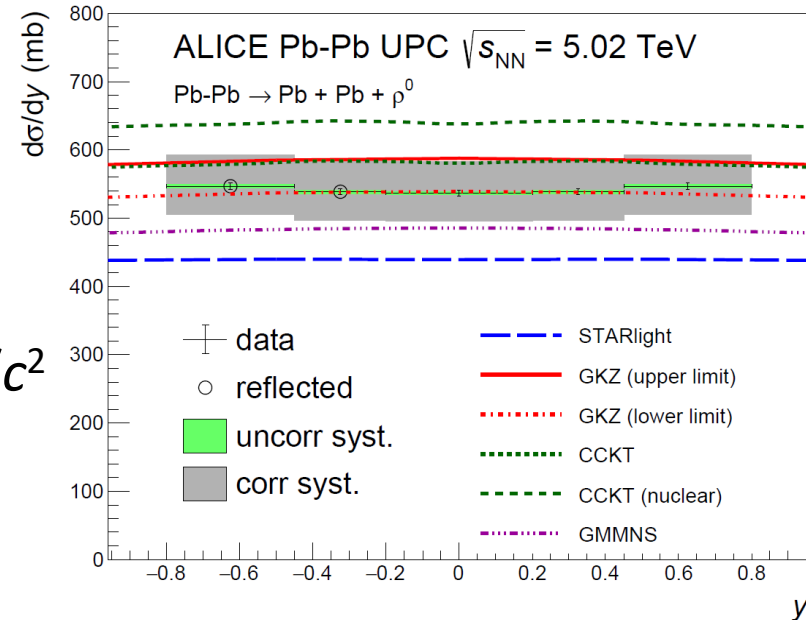 ALICE Pb-Pb UPC √sNN = 5.02 TeV
Pb-Pb → Pb + Pb + ρ0
dσ/dy (mb)
800
700
600
500
400
300
200
100
0
/c2
data
reflected
uncorr syst.
corr syst.
STARlight
GKZ (upper limit)
GKZ (lower limit)
CCKT
CCKT (nuclear)
GMMNS
−0.8 −0.6 −0.4 −0.2 0 0.2 0.4 0.6 0.8
y